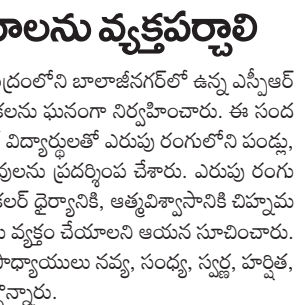 ాలను వ్యక్తపర్చాలి
ద్రంలోని బాలాజీనగర్‌లో ఉన్న ఎస్పీఆర్
కలను ఘనంగా నిర్వహించారు. ఈ సంద
విద్యార్థులతో ఎరుపు రంగులోని పండ్లు,
వులను ప్రదర్శింప చేశారు. ఎరుపు రంగు
కలర్ ధైర్యానికి, ఆత్మవిశ్వాసానికి చిహ్నమ
వ్యక్తం చేయాలని ఆయన సూచించారు.
పాధ్యాయులు నవ్య, సంధ్య, స్వర్ణ, హర్షిత,
న్నారు.